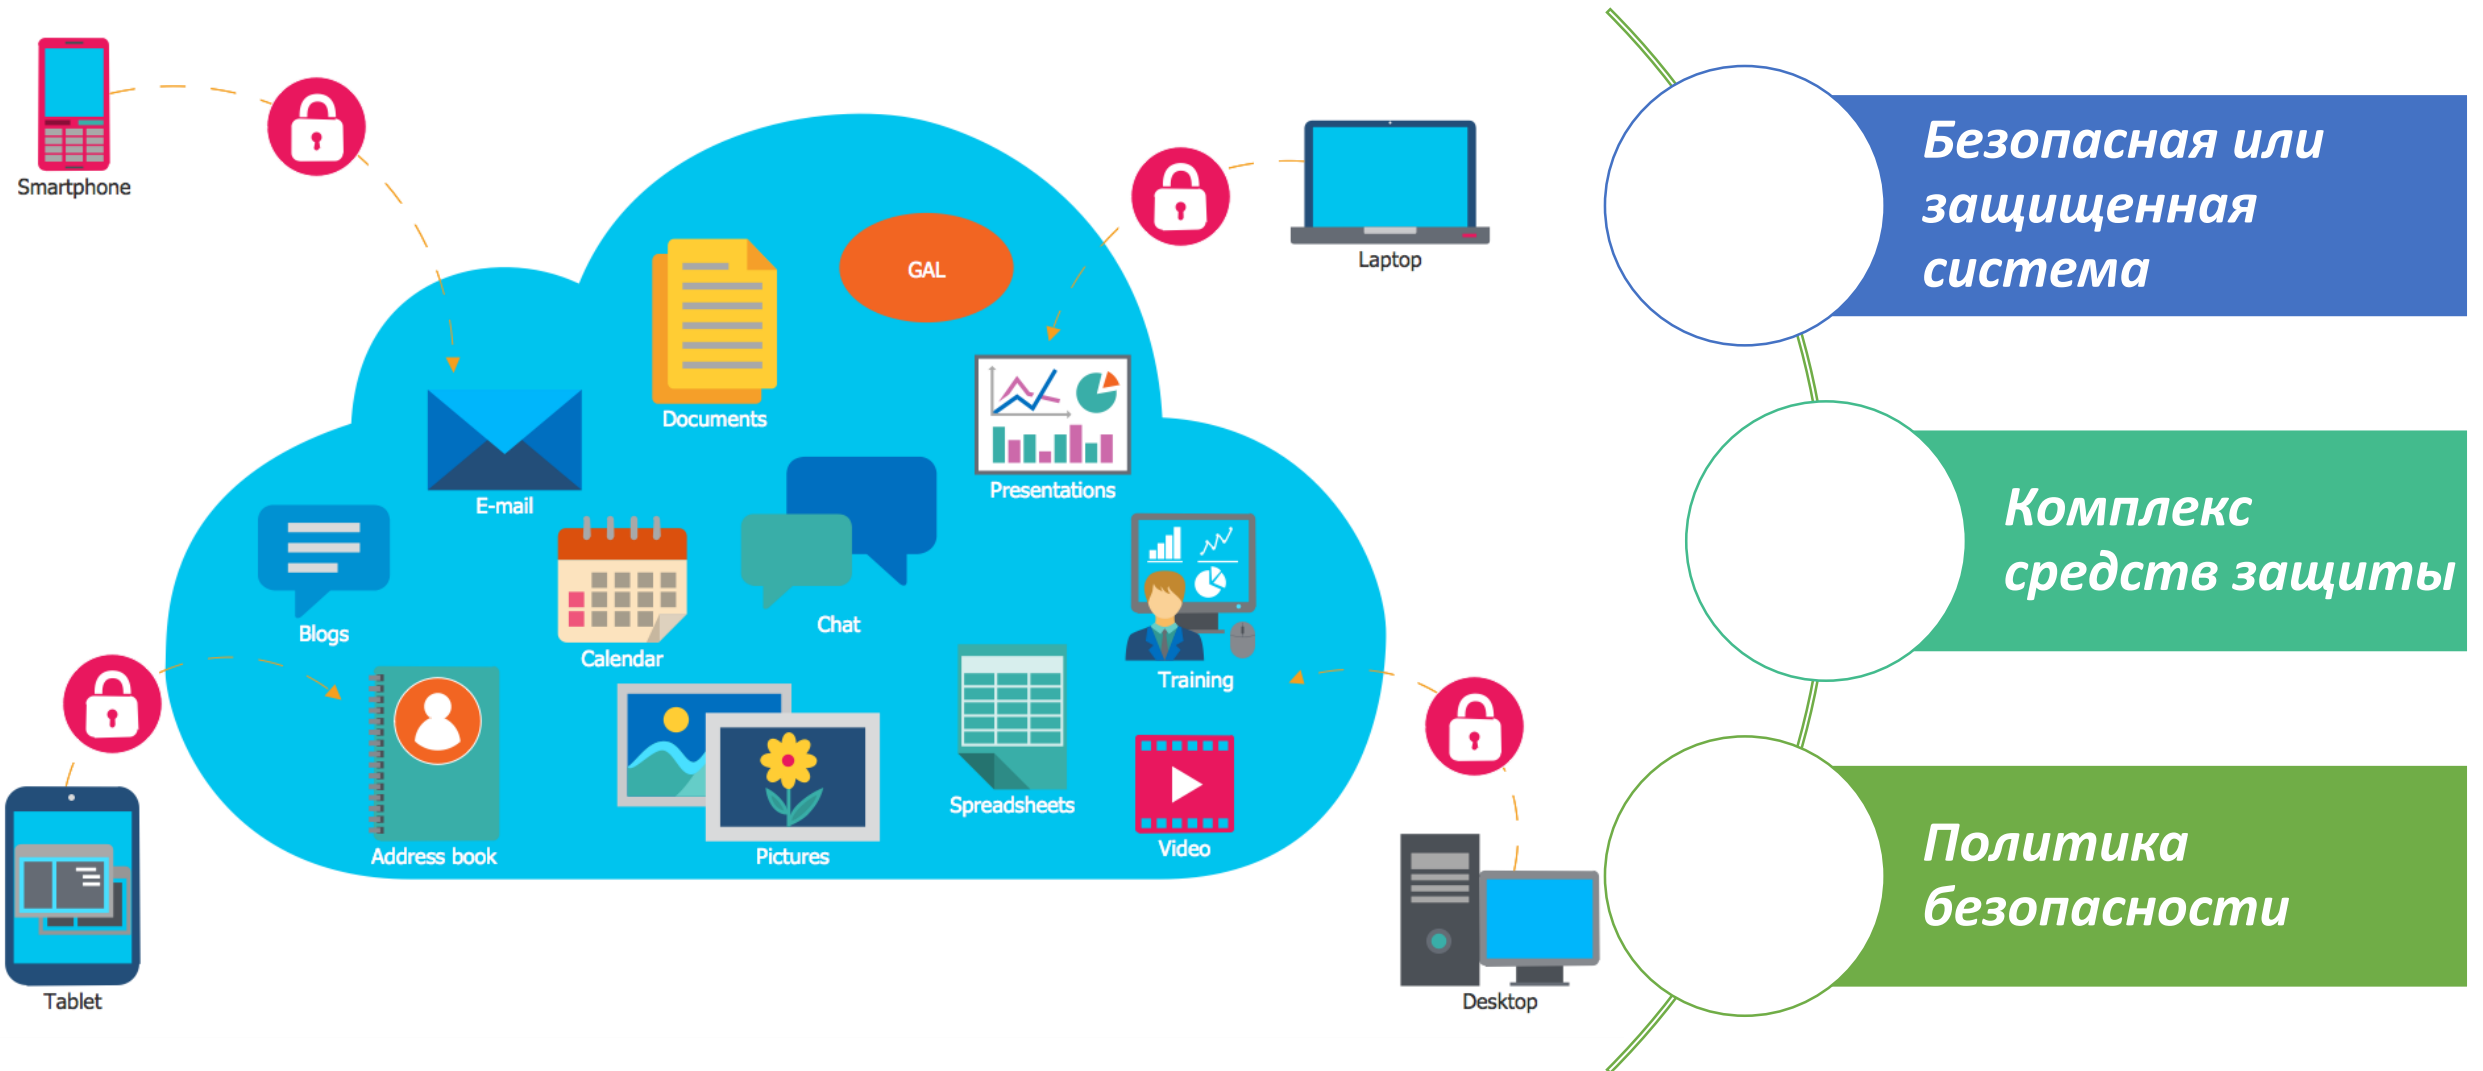 Smartphone
Laptop
GAL
Documents
E-mail
Presentations
Blogs
Calendar
Chat
Training
Address book
Pictures
Spreadsheets
Video
Tablet
Desktop
Безопасная или
защищенная
система
Комплекс
средств защиты
Политика
безопасности